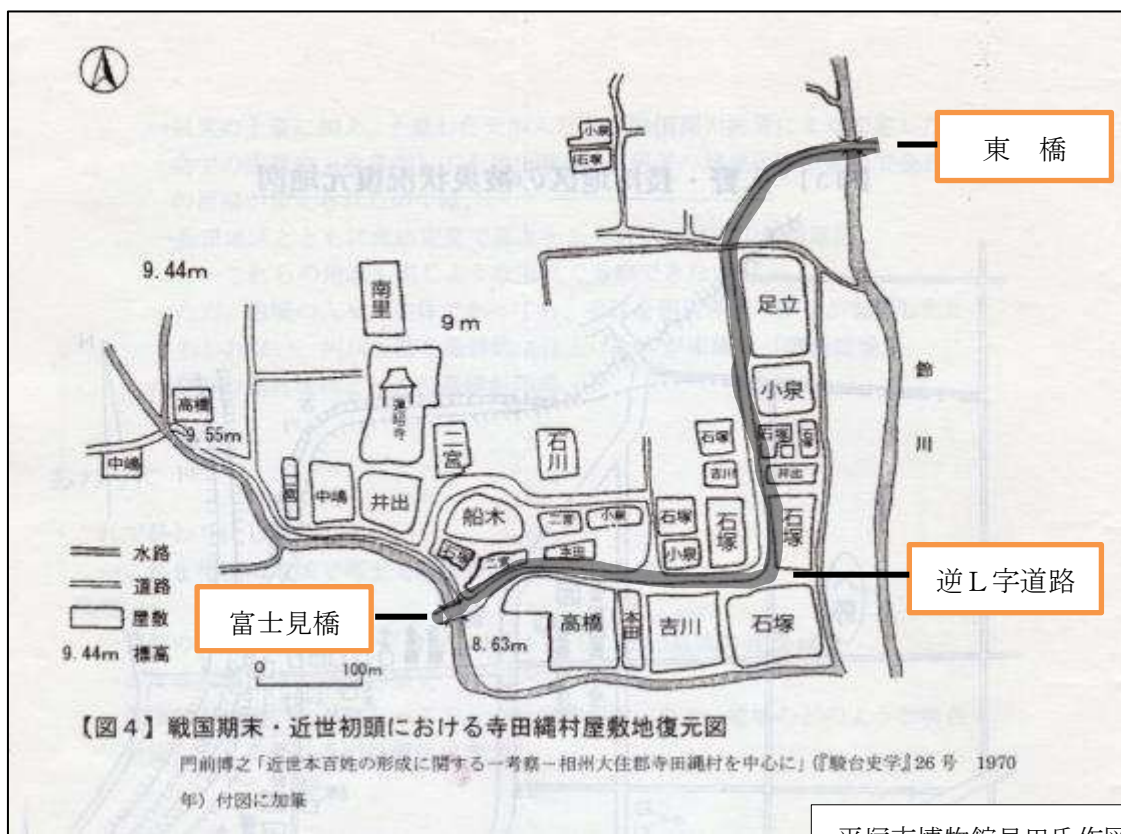 小泉
石塚
東 橋
9.44m
南里
9m
足立
蓮昭寺
小泉
鈴川
高橋
9.55m
中嶋
二宮
石川
石塚
石塚
吉川
井出
中嶋
井出
船木
二宮
小泉
石塚
石塚
石塚
石塚
二宮
本田
小泉
水路
道路
屋敷
9.44m 標高
0 100m
富士見橋
8.63m
高橋
本田
吉川
石塚
逆L字道路
【図4】戦国期末・近世初頭における寺田縄村屋敷地復元図
門前博之「近世本百姓の形成に関する一考察－相州大住郡寺田縄村を中心に」(『駿台史学』26号 1970
年）付図に加筆